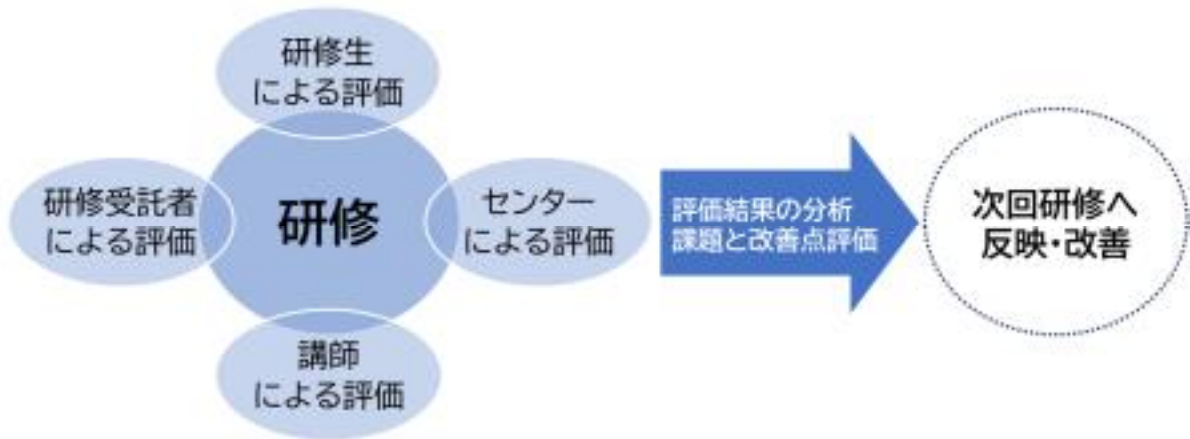 研修生
による評価
研修受託者
による評価
研修
センター
による評価
講師
による評価
評価結果の分析
課題と改善点評価
次回研修へ
反映・改善